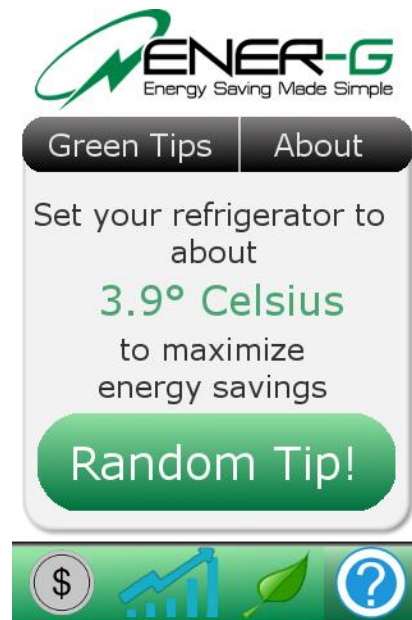 ENER-G
Energy Saving Made Simple
Green Tips About
Set your refrigerator to
about
3.9° Celsius
to maximize
energy savings
Random Tip!
$ ?